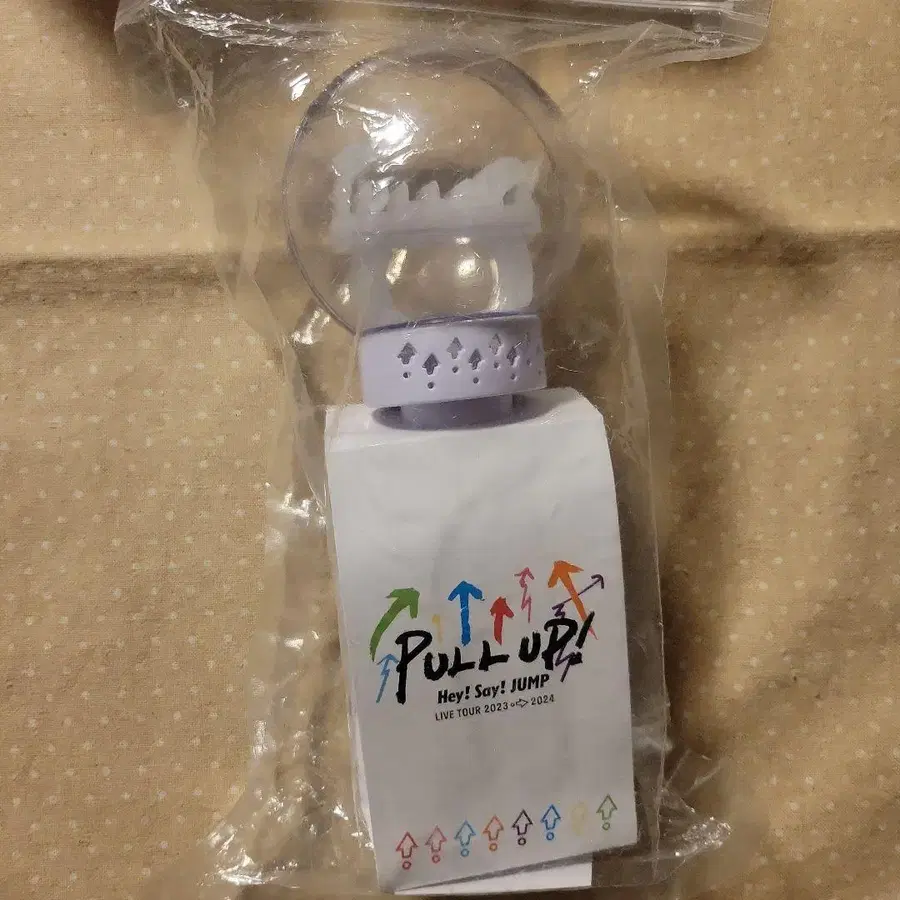 PULL UP!
Hey! Say! JUMP
LIVE TOUR 2023 2024